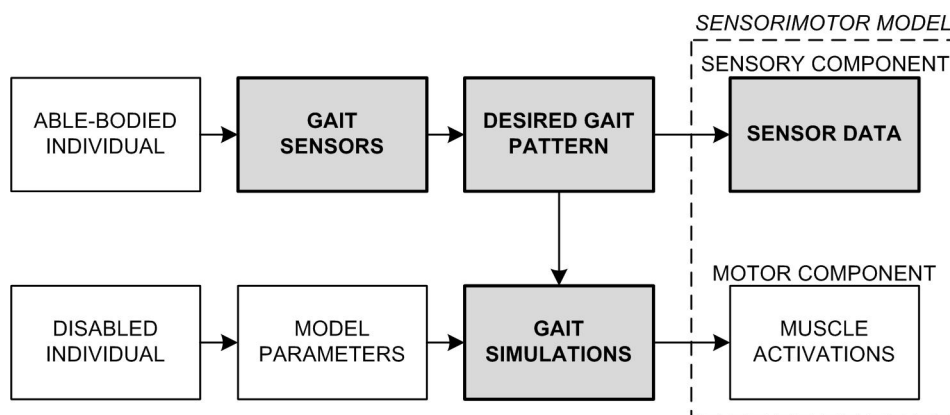 SENSORIMOTOR MODEL
SENSORY COMPONENT
ABLE-BODIED
INDIVIDUAL
GAIT
SENSORS
DESIRED GAIT
PATTERN
SENSOR DATA
MOTOR COMPONENT
DISABLED
INDIVIDUAL
MODEL
PARAMETERS
GAIT
SIMULATIONS
MUSCLE
ACTIVATIONS